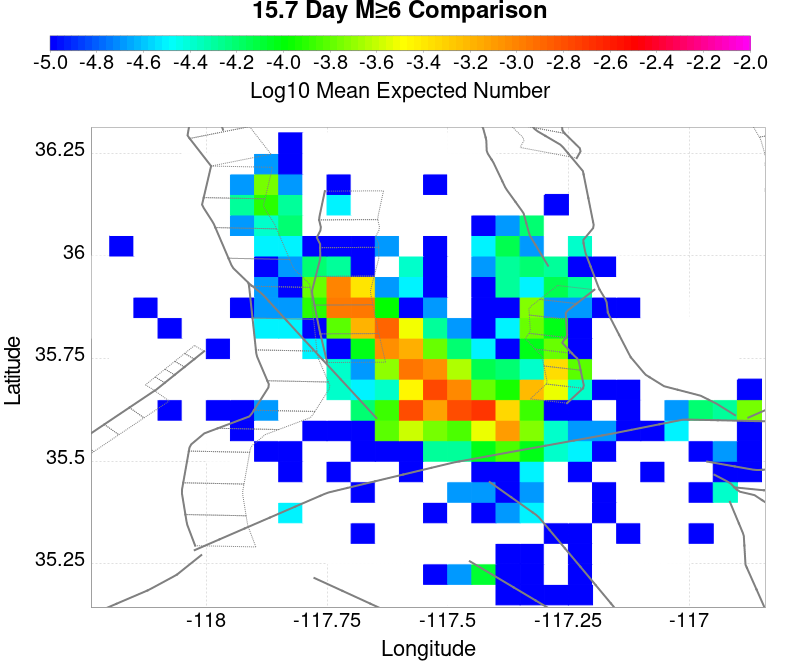 15.7 Day M≥6 Comparison
-5.0 -4.8 -4.6 -4.4 -4.2 -4.0 -3.8 -3.6 -3.4 -3.2 -3.0 -2.8 -2.6 -2.4 -2.2 -2.0
Log10 Mean Expected Number
36.25
36
35.75
35.5
35.25
Latitude
-118 -117.75 -117.5 -117.25 -117
Longitude